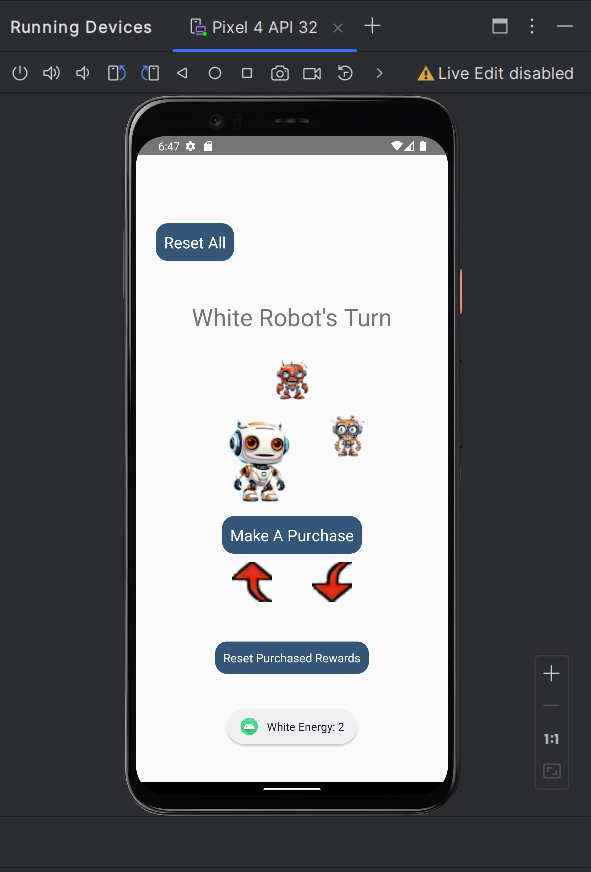 Running Devices
Pixel 4 API 32
Live Edit disabled
6:47
Reset All
White Robot's Turn
Make A Purchase
Reset Purchased Rewards
White Energy: 2
1:1